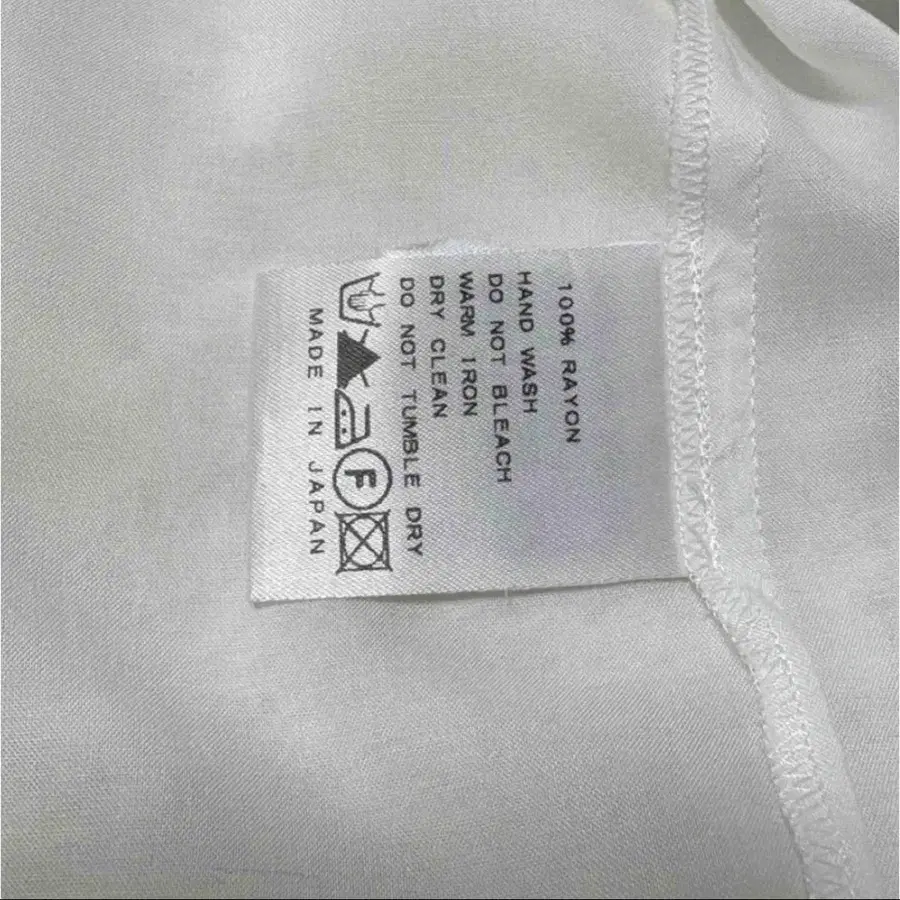 100% RAYON
HAND WASH
DO NOT BLEACH
WARM IRON
DRY CLEAN
DO NOT TUMBLE DRY
F
MADE IN JAPAN